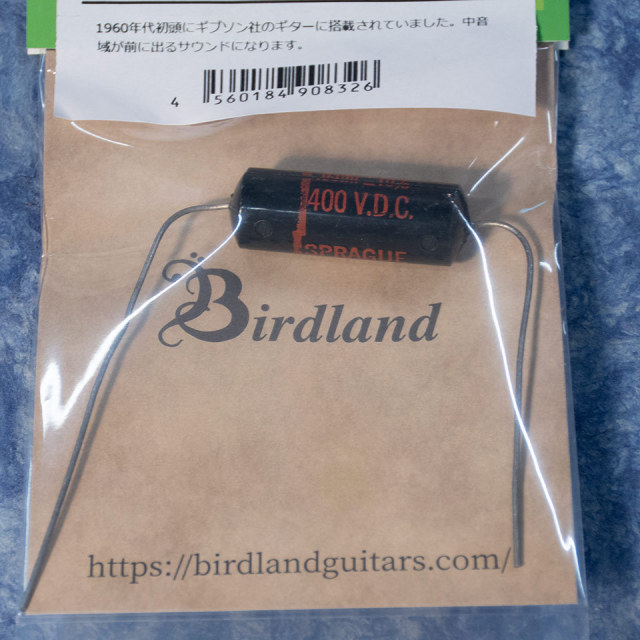 1960年代初頭にギブソン社のギターに搭載されていました。中音
域が前に出るサウンドになります。
4 560184 908326
400 V.D.C.
SPRAGUE
Birdland
https://birdlandguitars.com/